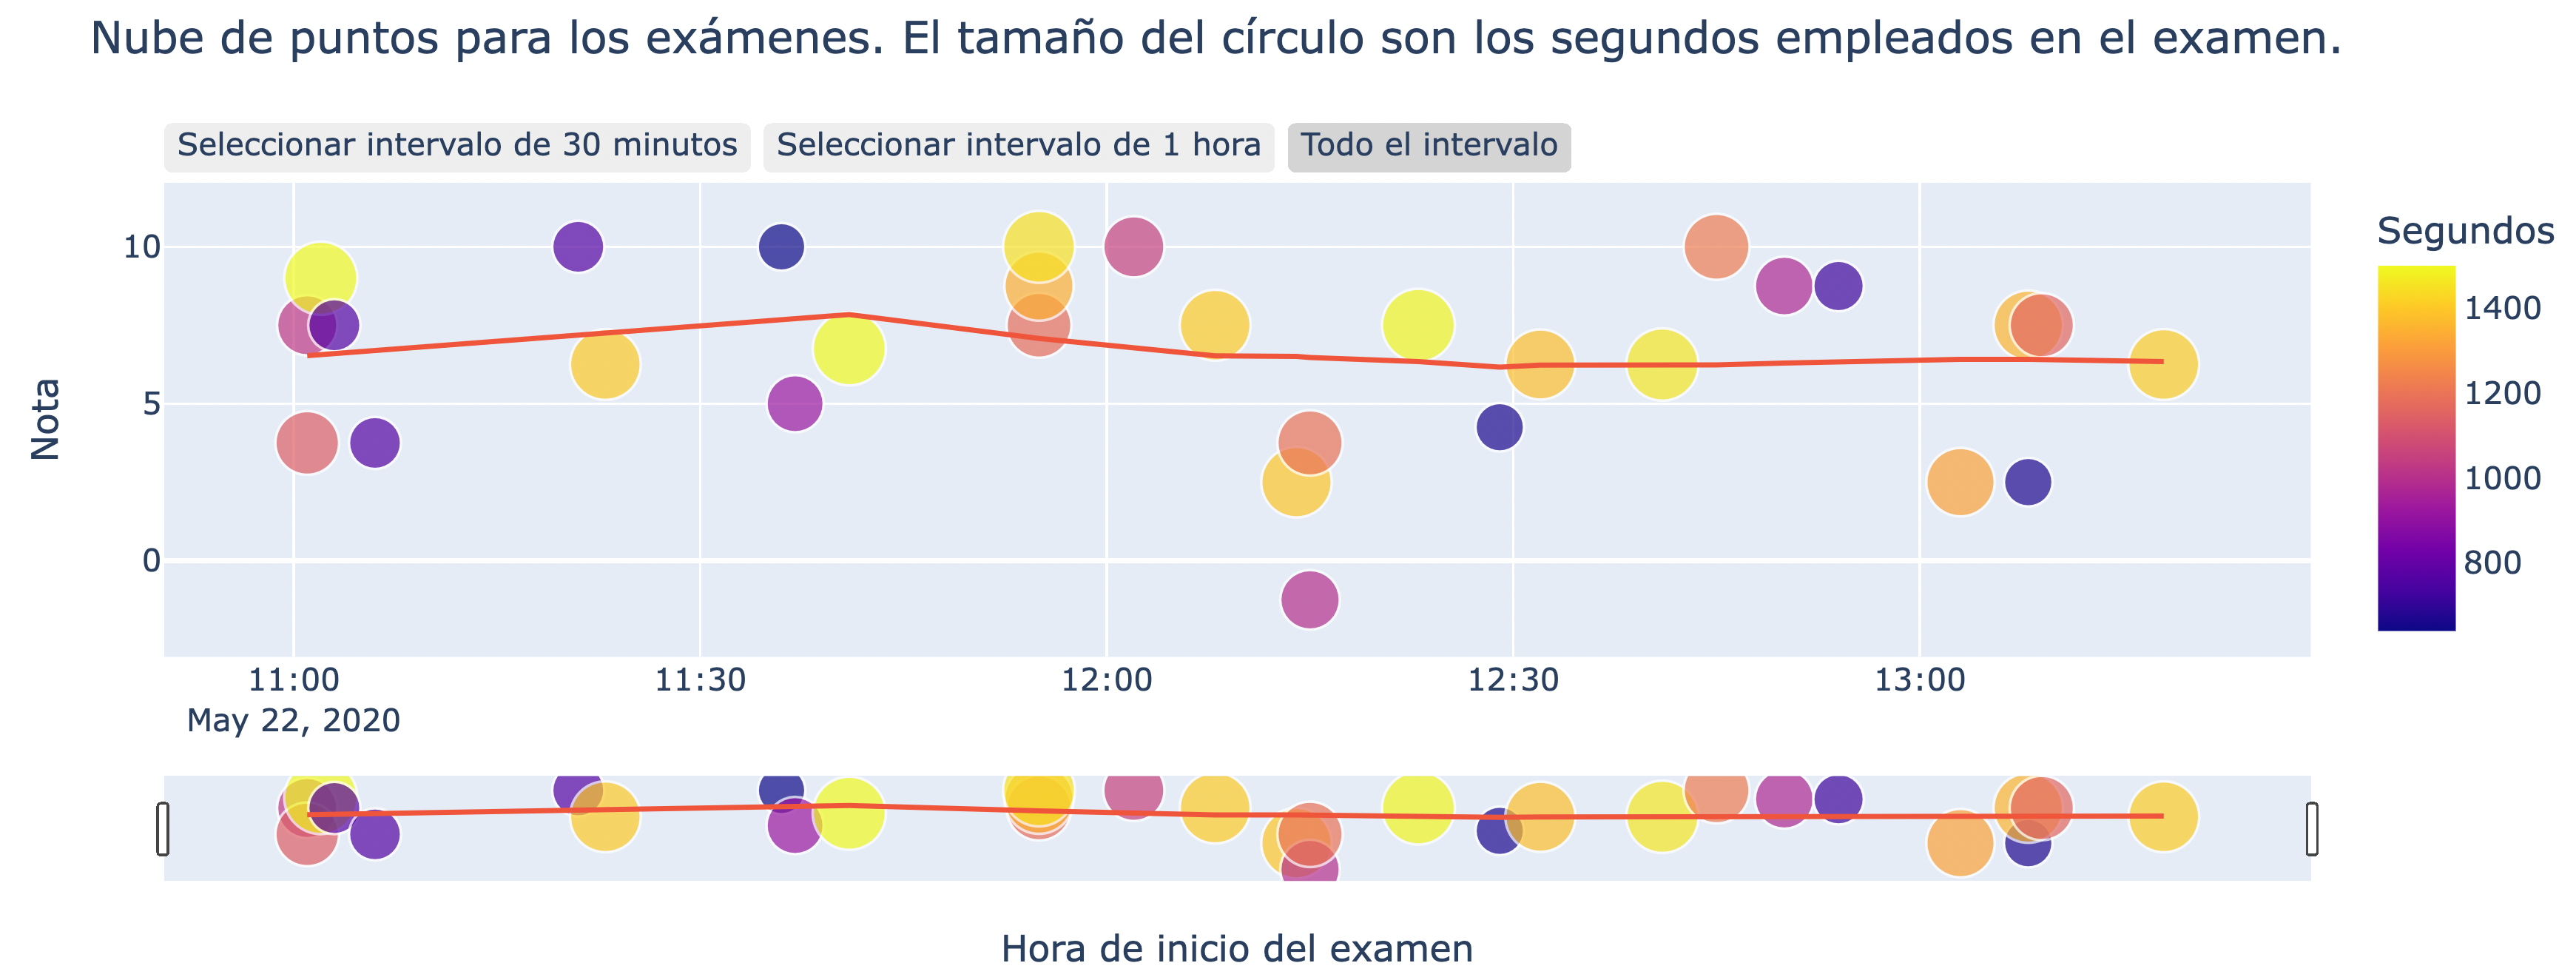 Nube de puntos para los exámenes. El tamaño del círculo son los segundos empleados en el examen.
Seleccionar intervalo de 30 minutos Seleccionar intervalo de 1 hora Todo el intervalo
Segundos
1400
1200
1000
800
Nota
10
5
0
11:00 11:30 12:00 12:30 13:00
May 22, 2020
Hora de inicio del examen